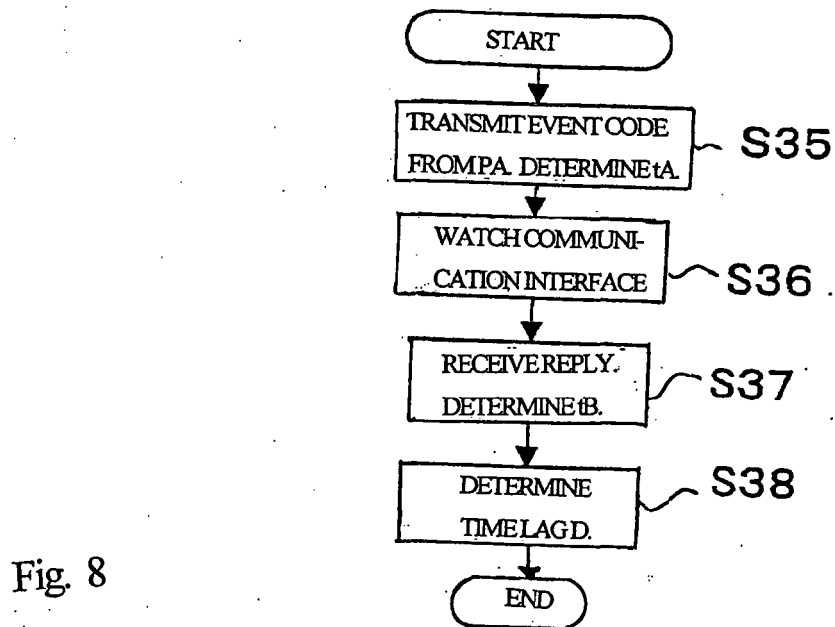 START
TRANSMIT EVENT CODE
FROM PA. DETERMINE tA.
S35
WATCH COMMUNI-
CATION INTERFACE
S36
RECEIVE REPLY.
DETERMINE tB.
S37
DETERMINE
TIME LAG D.
S38
END
Fig. 8